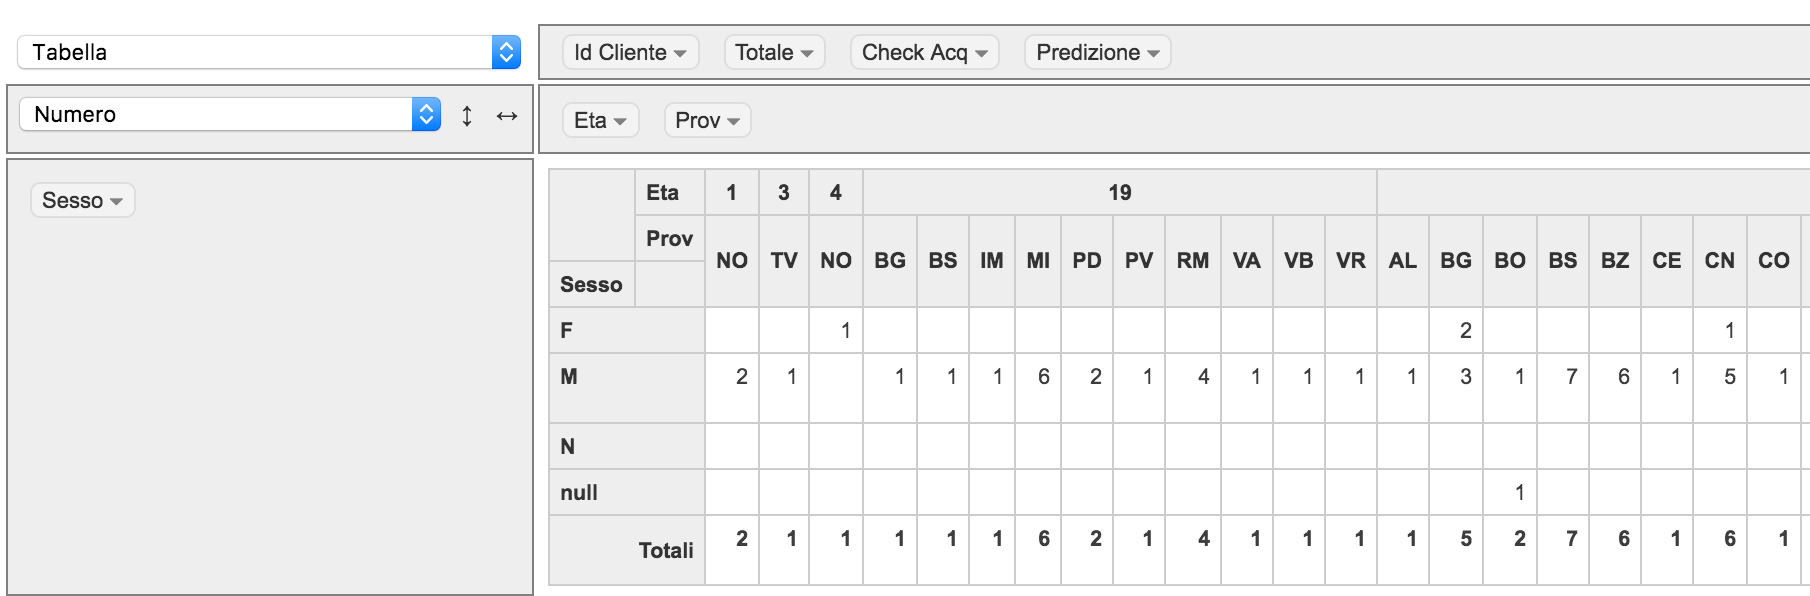 Tabella Id Cliente Totale Check Acq Predizione
Numero ↕ ↔ Eta Prov
Sesso
Eta 1 3 4 19
Prov NO TV NO BG BS IM MI PD PV RM VA VB VR AL BG BO BS BZ CE CN CO
Sesso
F 1 2 1
M 2 1 1 1 1 6 2 1 4 1 1 1 1 3 1 7 6 1 5 1
N
null 1
Totali 2 1 1 1 1 1 6 2 1 4 1 1 1 1 5 2 7 6 1 6 1